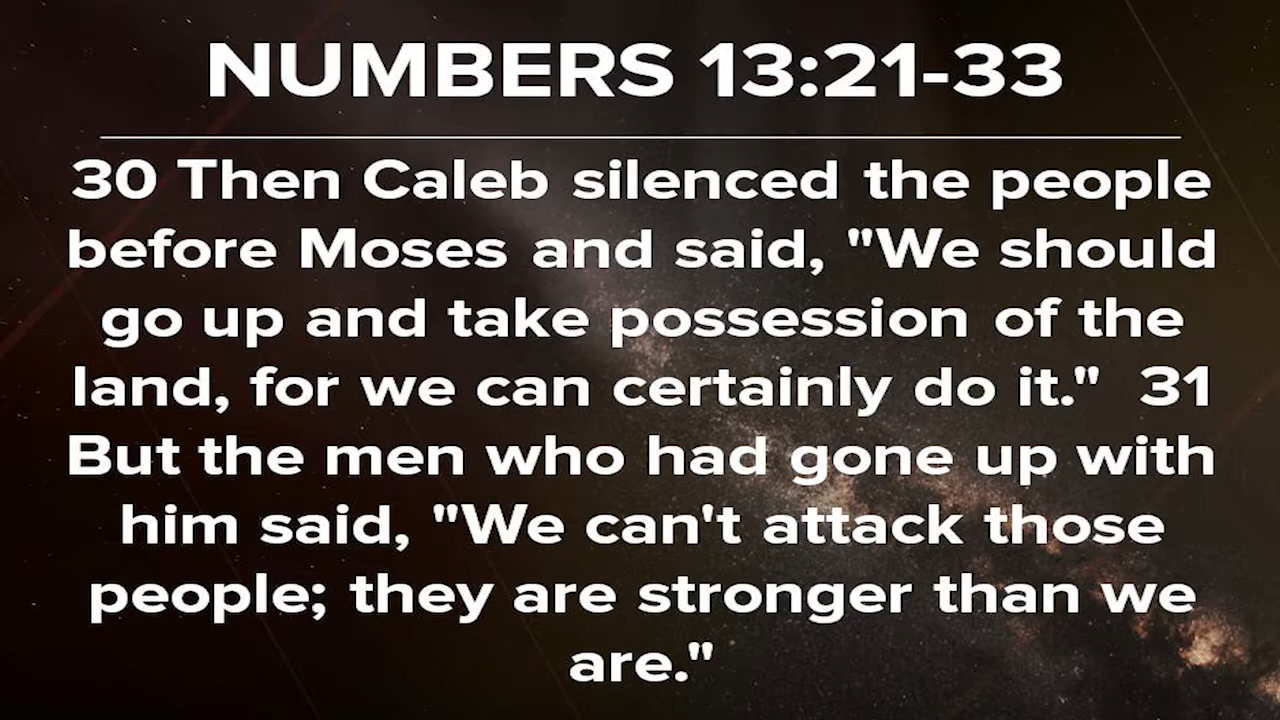 NUMBERS 13:21-33
30 Then Caleb silenced the people
before Moses and said, "We should
go up and take possession of the
land, for we can certainly do it."  31
But the men who had gone up with
him said, "We can't attack those
people; they are stronger than we
are."